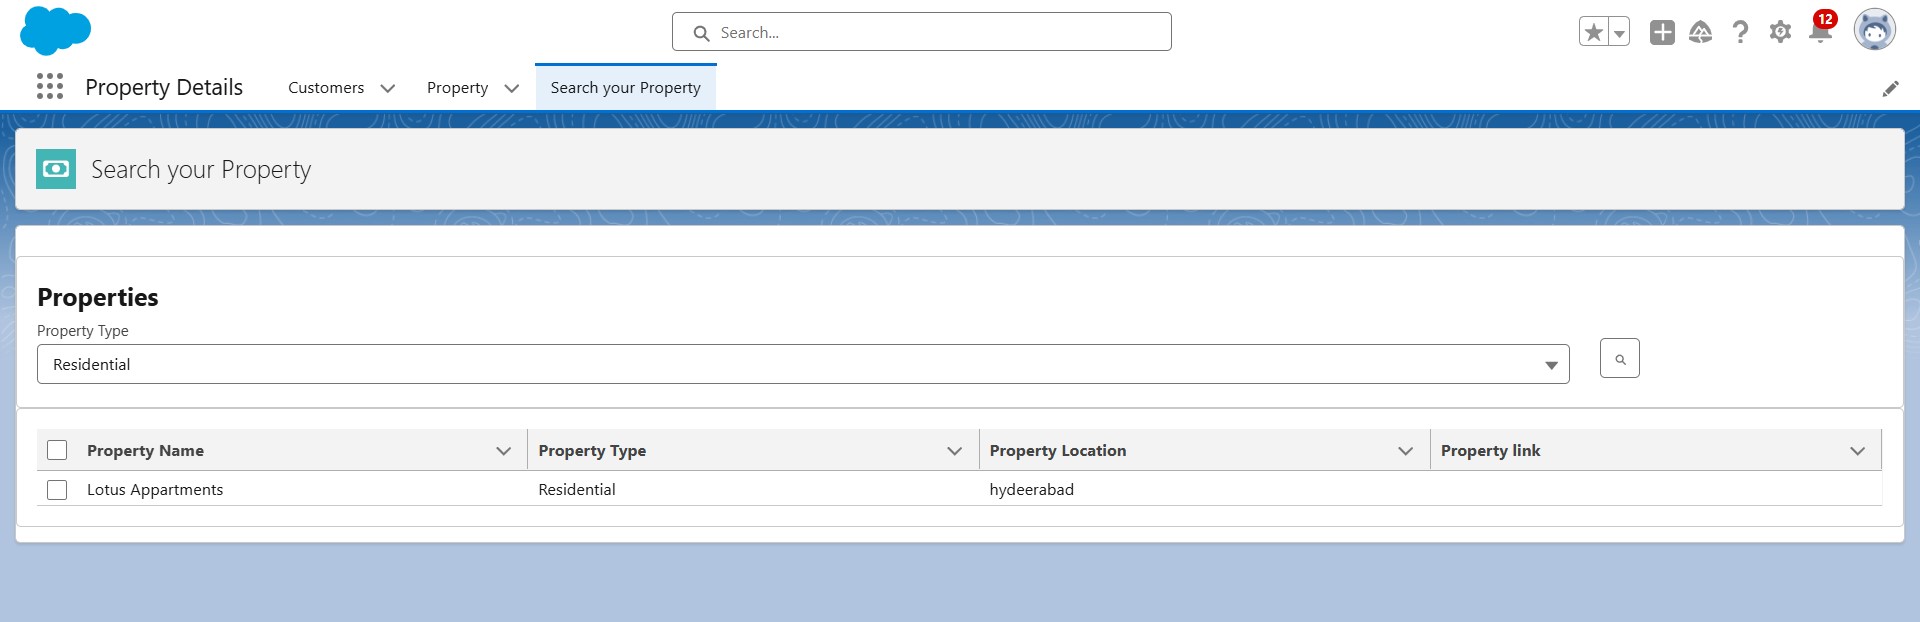 Search...
12
Property Details Customers Property Search your Property
Search your Property
Properties
Property Type
Residential
Property Name Property Type Property Location Property link
Lotus Appartments Residential hydeerabad